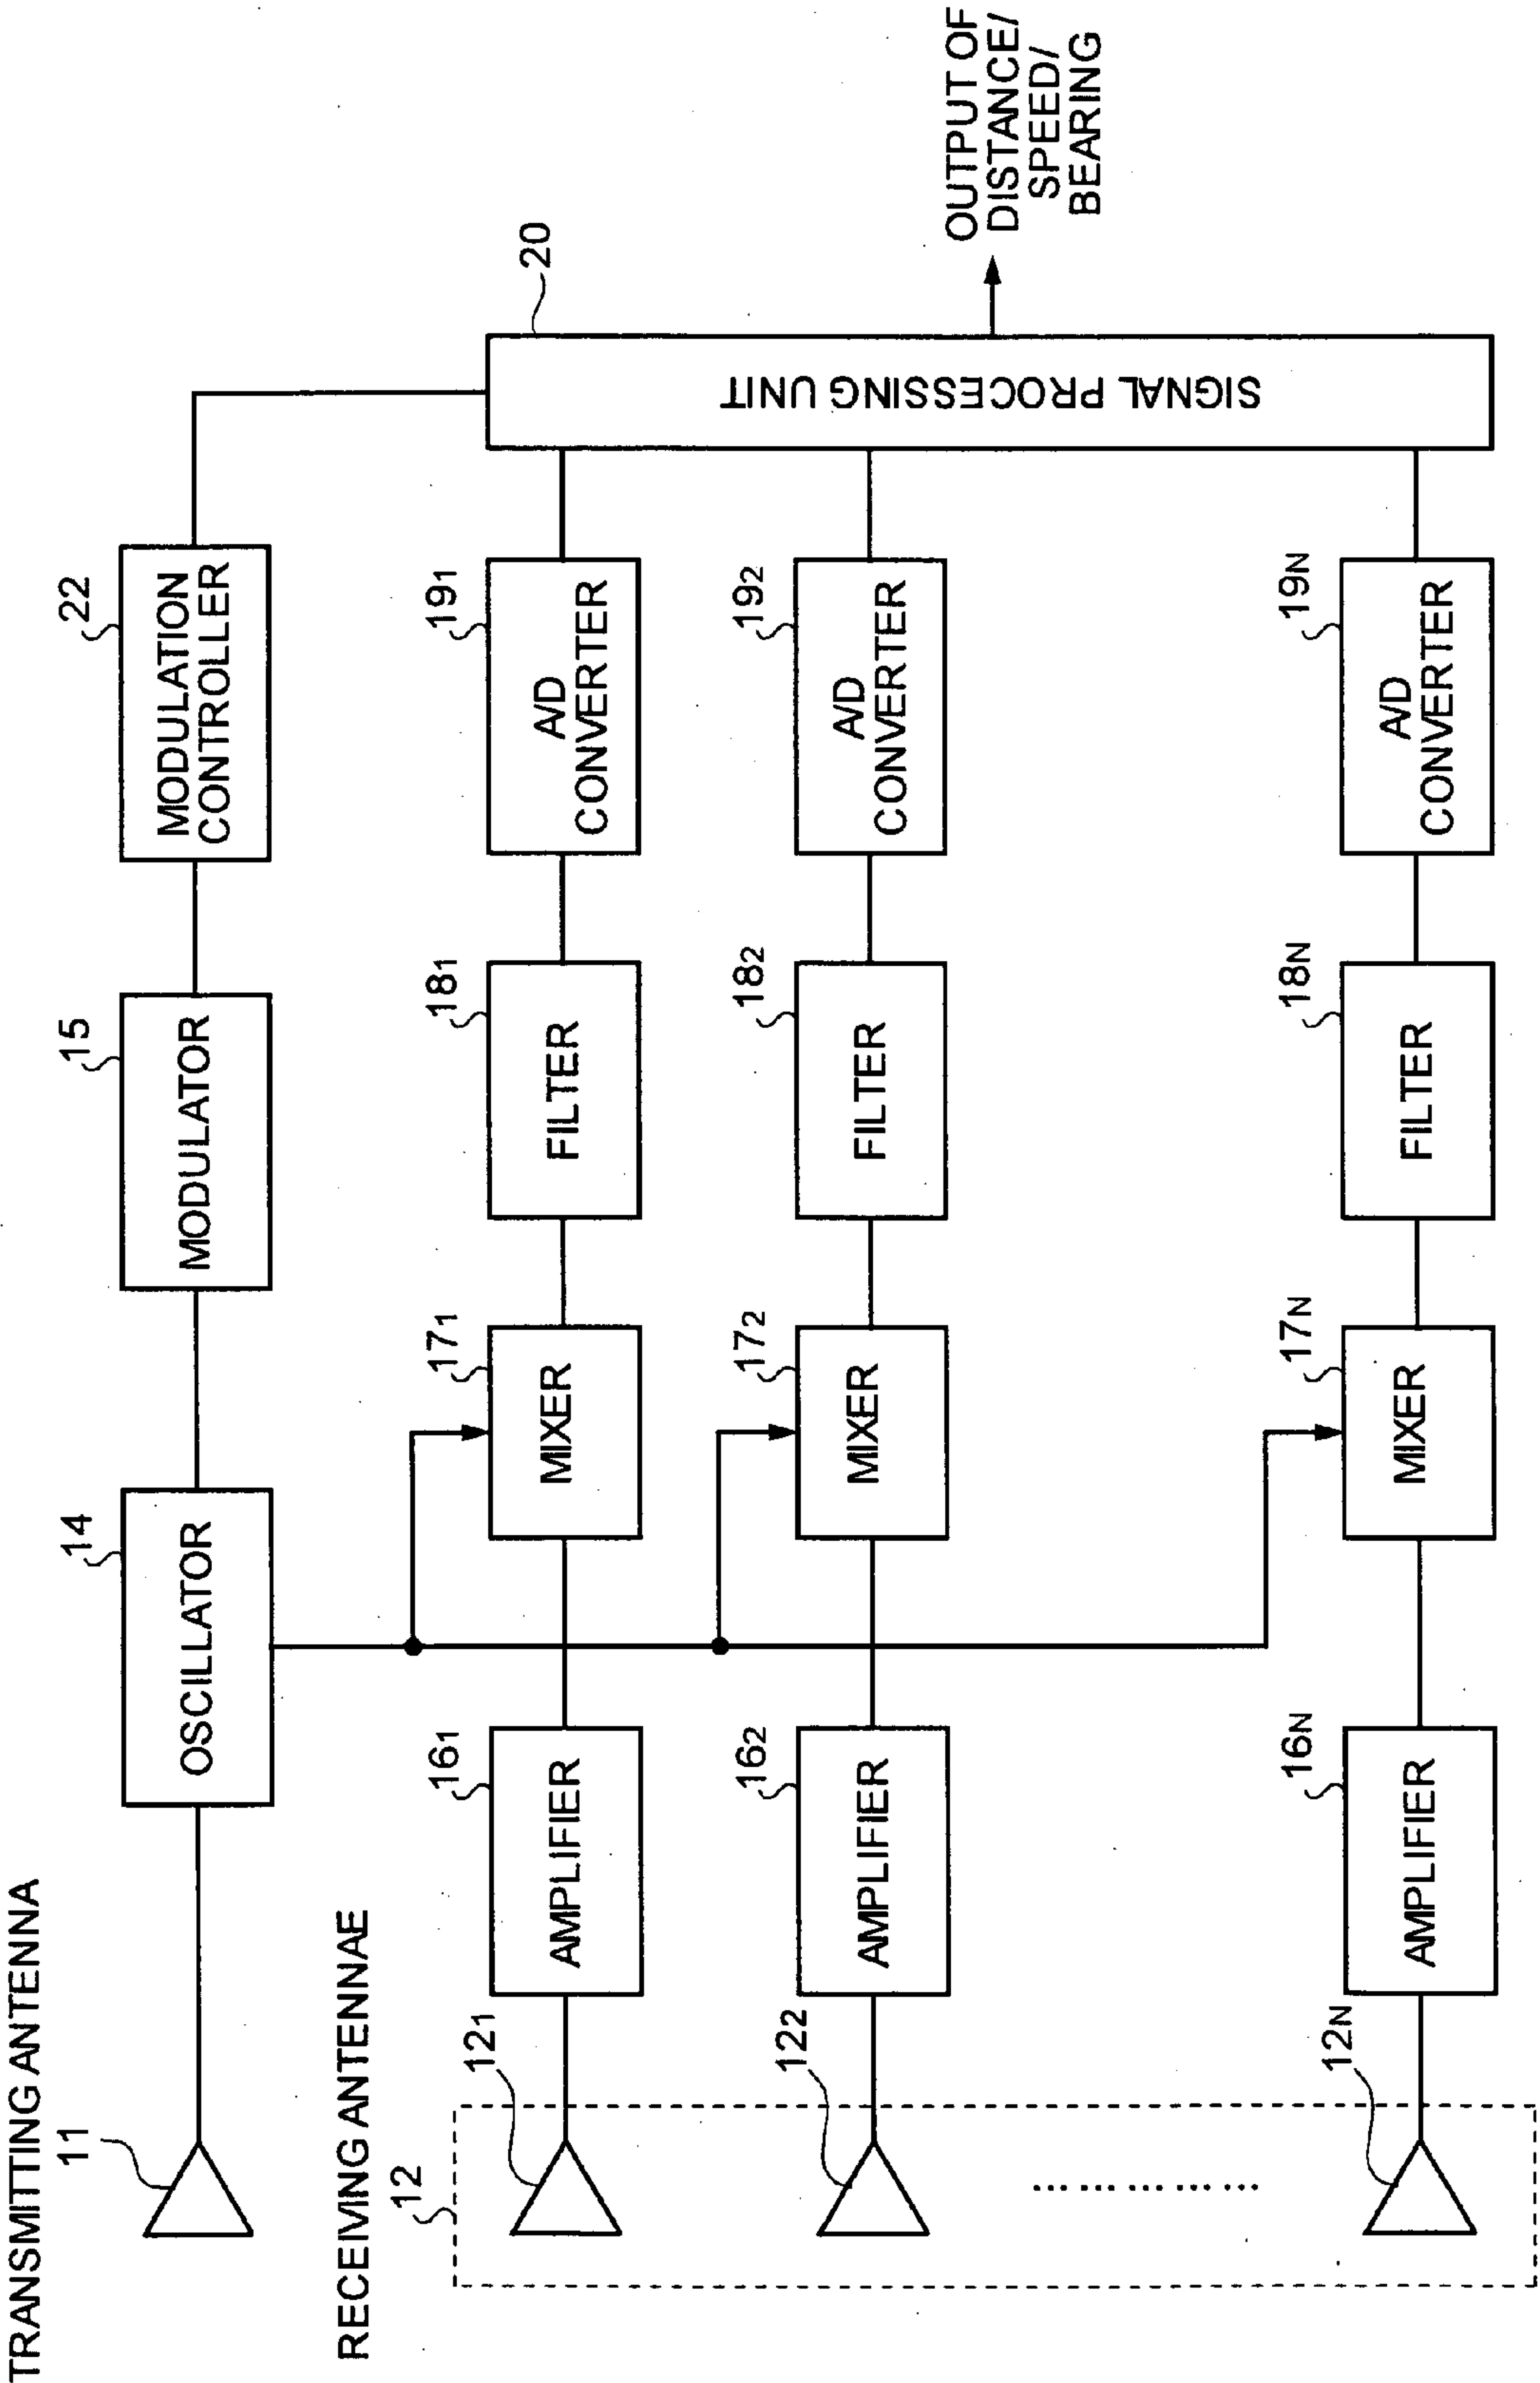 TRANSMITTING ANTENNA
11
14
OSCILLATOR
15
MODULATOR
22
MODULATION
CONTROLLER
RECEIVING ANTENNAE
12
121
161
AMPLIFIER
171
MIXER
181
FILTER
191
A/D
CONVERTER
122
162
AMPLIFIER
172
MIXER
182
FILTER
192
A/D
CONVERTER
12N
16N
AMPLIFIER
17N
MIXER
18N
FILTER
19N
A/D
CONVERTER
20
SIGNAL PROCESSING UNIT
OUTPUT OF
DISTANCE/
SPEED/
BEARING